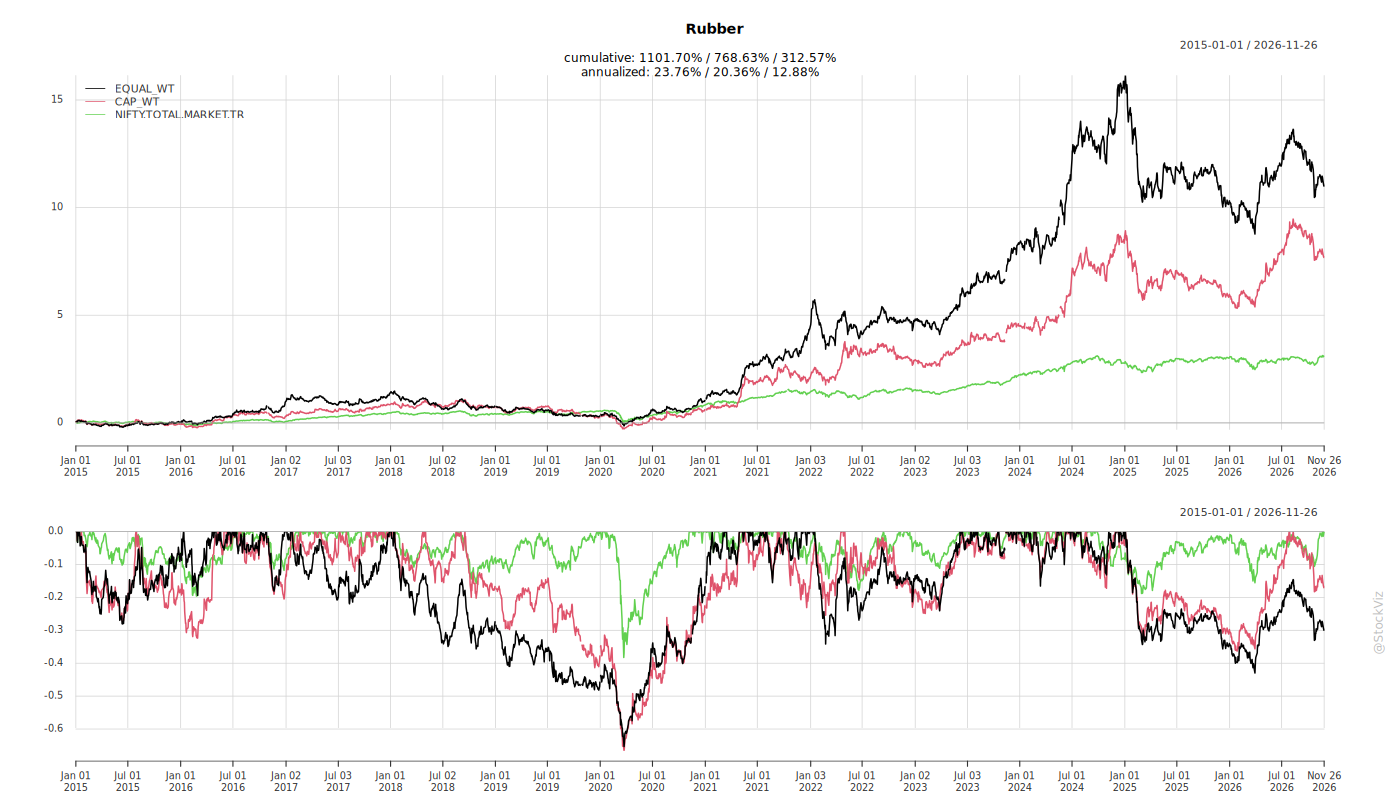 Rubber
2015-01-01 / 2026-11-26
cumulative: 1101.70% / 768.63% / 312.57%
annualized: 23.76% / 20.36% / 12.88%
EQUAL_WT
CAP_WT
NIFTY.TOTAL.MARKET.TR
15
10
5
0
Jan 01 Jul 01 Jan 01 Jul 01 Jan 02 Jul 03 Jan 01 Jul 02 Jan 01 Jul 01 Jan 01 Jul 01 Jan 01 Jul 01 Jan 03 Jul 01 Jan 02 Jul 03 Jan 01 Jul 01 Jan 01 Jul 01 Jan 01 Jul 01 Nov 26
2015 2015 2016 2016 2017 2017 2018 2018 2019 2019 2020 2020 2021 2021 2022 2022 2023 2023 2024 2024 2025 2025 2026 2026 2026
2015-01-01 / 2026-11-26
0.0
-0.1
-0.2
-0.3
-0.4
-0.5
-0.6
Jan 01 Jul 01 Jan 01 Jul 01 Jan 02 Jul 03 Jan 01 Jul 02 Jan 01 Jul 01 Jan 01 Jul 01 Jan 01 Jul 01 Jan 03 Jul 01 Jan 02 Jul 03 Jan 01 Jul 01 Jan 01 Jul 01 Jan 01 Jul 01 Nov 26
2015 2015 2016 2016 2017 2017 2018 2018 2019 2019 2020 2020 2021 2021 2022 2022 2023 2023 2024 2024 2025 2025 2026 2026 2026
@StockViz